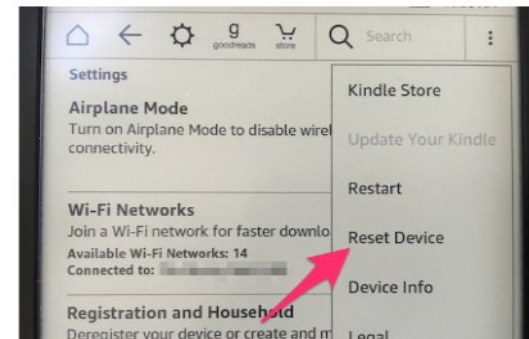 g
goodreads
store
Search
Settings
Airplane Mode
Turn on Airplane Mode to disable wirel
connectivity.
Wi-Fi Networks
Join a Wi-Fi network for faster downlo
Available Wi-Fi Networks: 14
Connected to:
Registration and Household
Deregister your device or create and m
Kindle Store
Update Your Kindle
Restart
Reset Device
Device Info
Legal